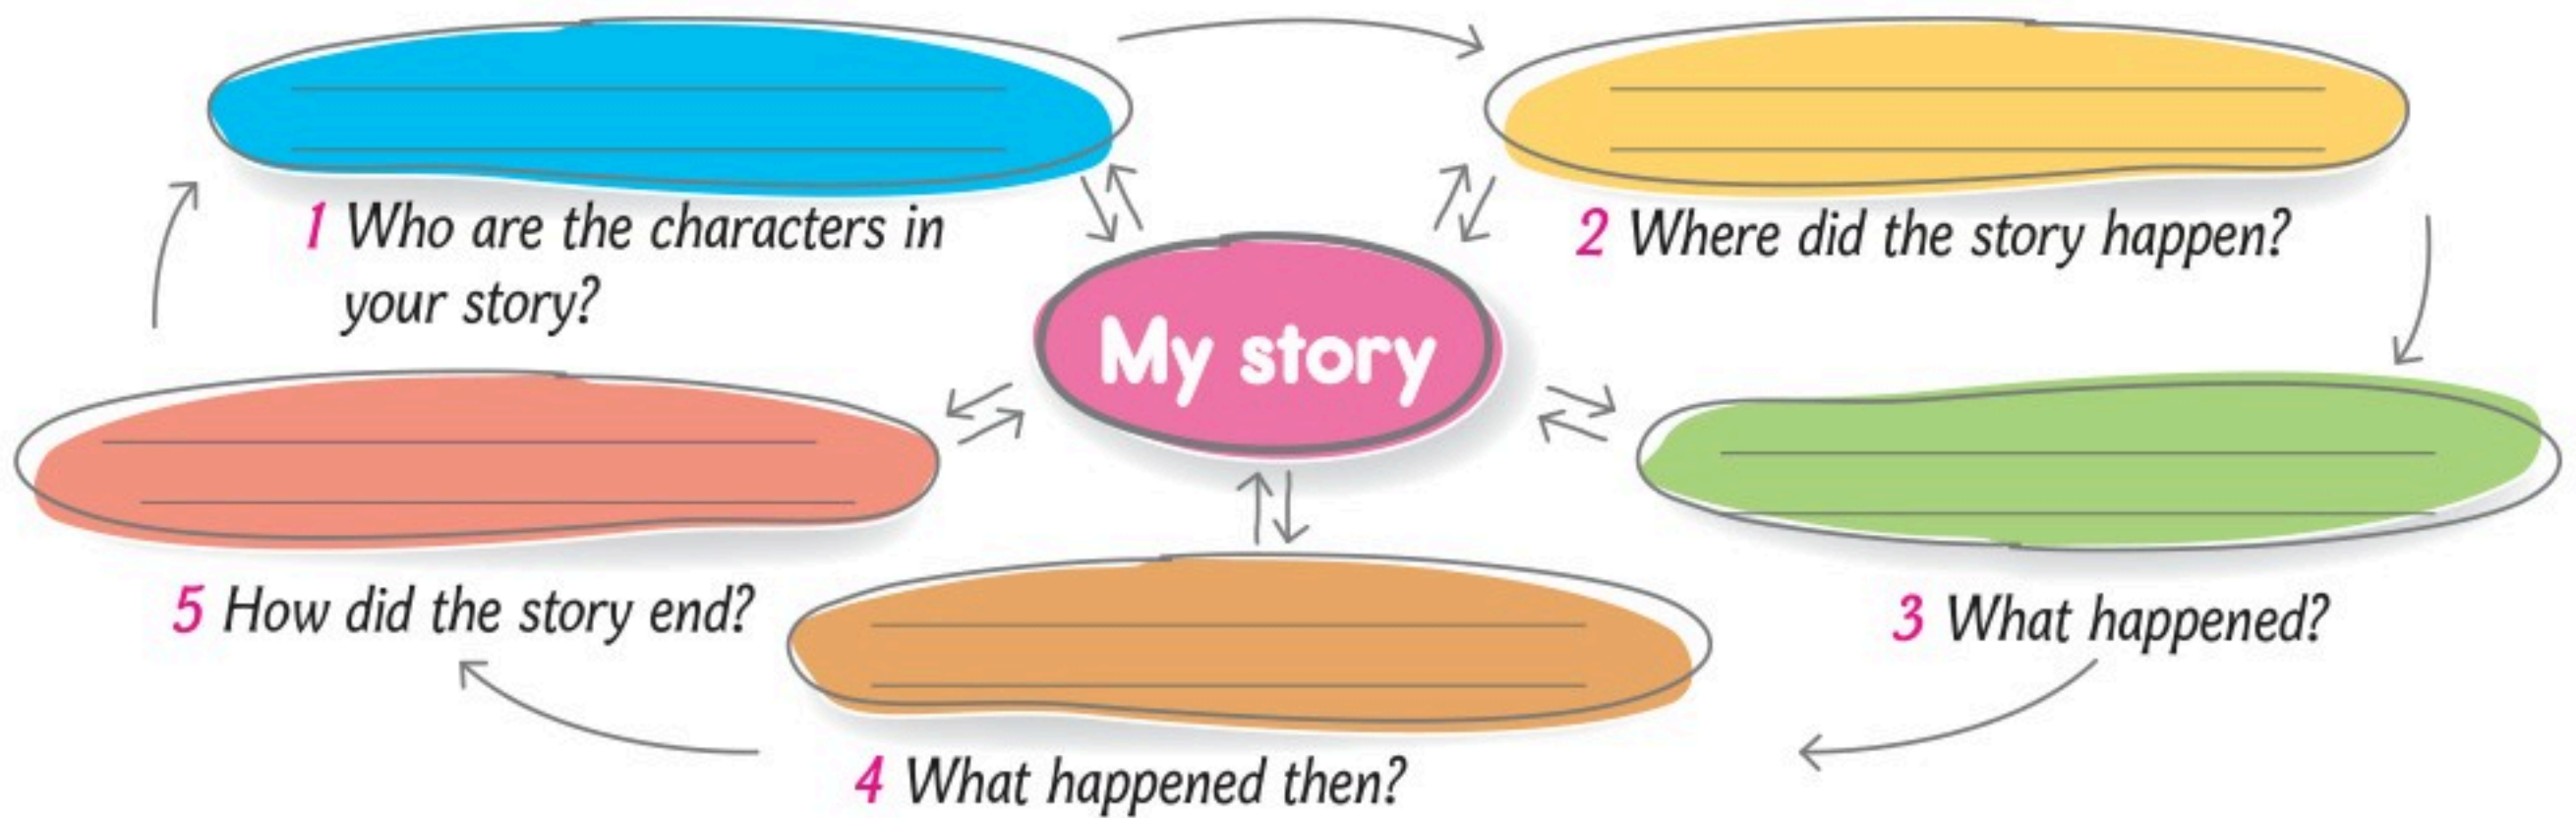 1 Who are the characters in
your story?
2 Where did the story happen?
My story
3 What happened?
4 What happened then?
5 How did the story end?